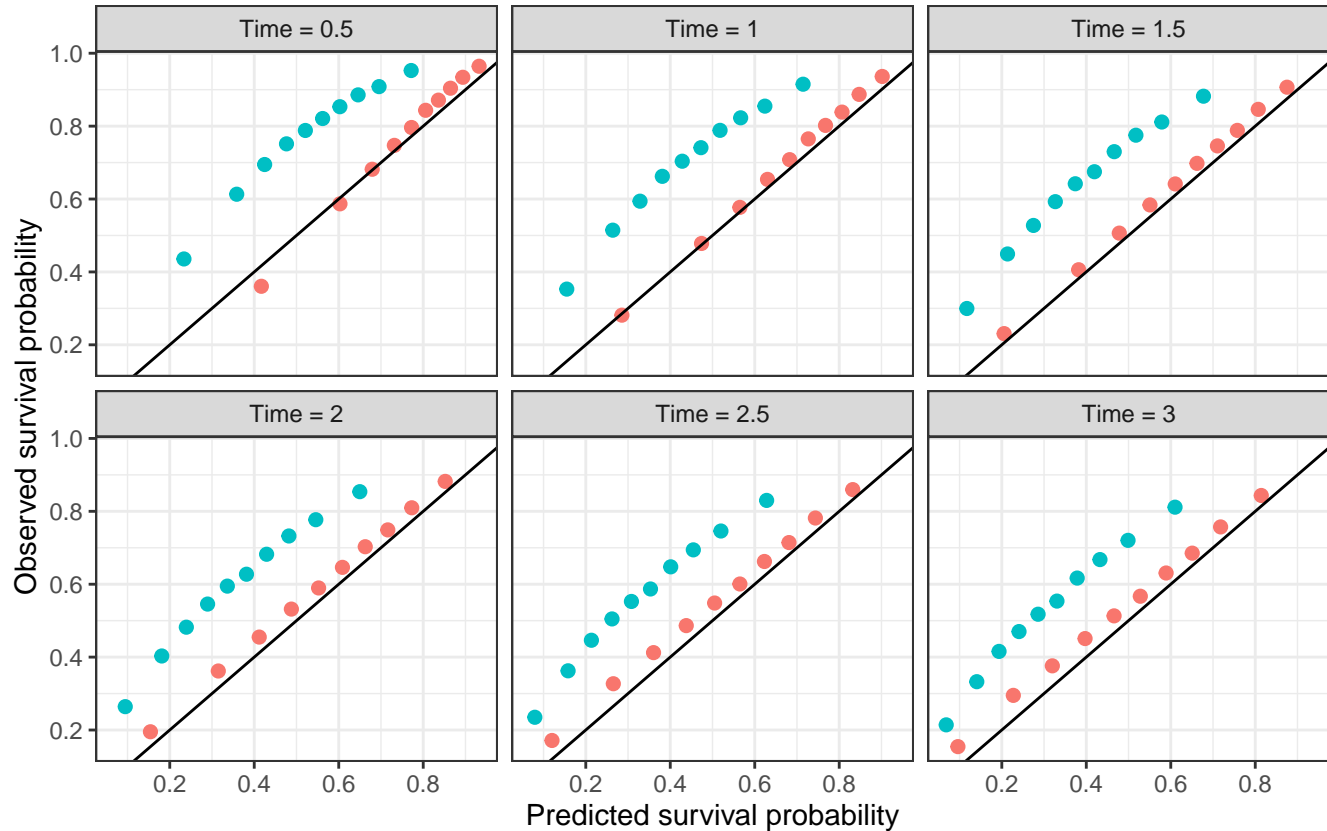 Time = 0.5
Time = 1
Time = 1.5
1.0
0.8
0.6
0.4
0.2
Time = 2
Time = 2.5
Time = 3
1.0
0.8
0.6
0.4
0.2
0.2 0.4 0.6 0.8
0.2 0.4 0.6 0.8
0.2 0.4 0.6 0.8
Observed survival probability
Predicted survival probability